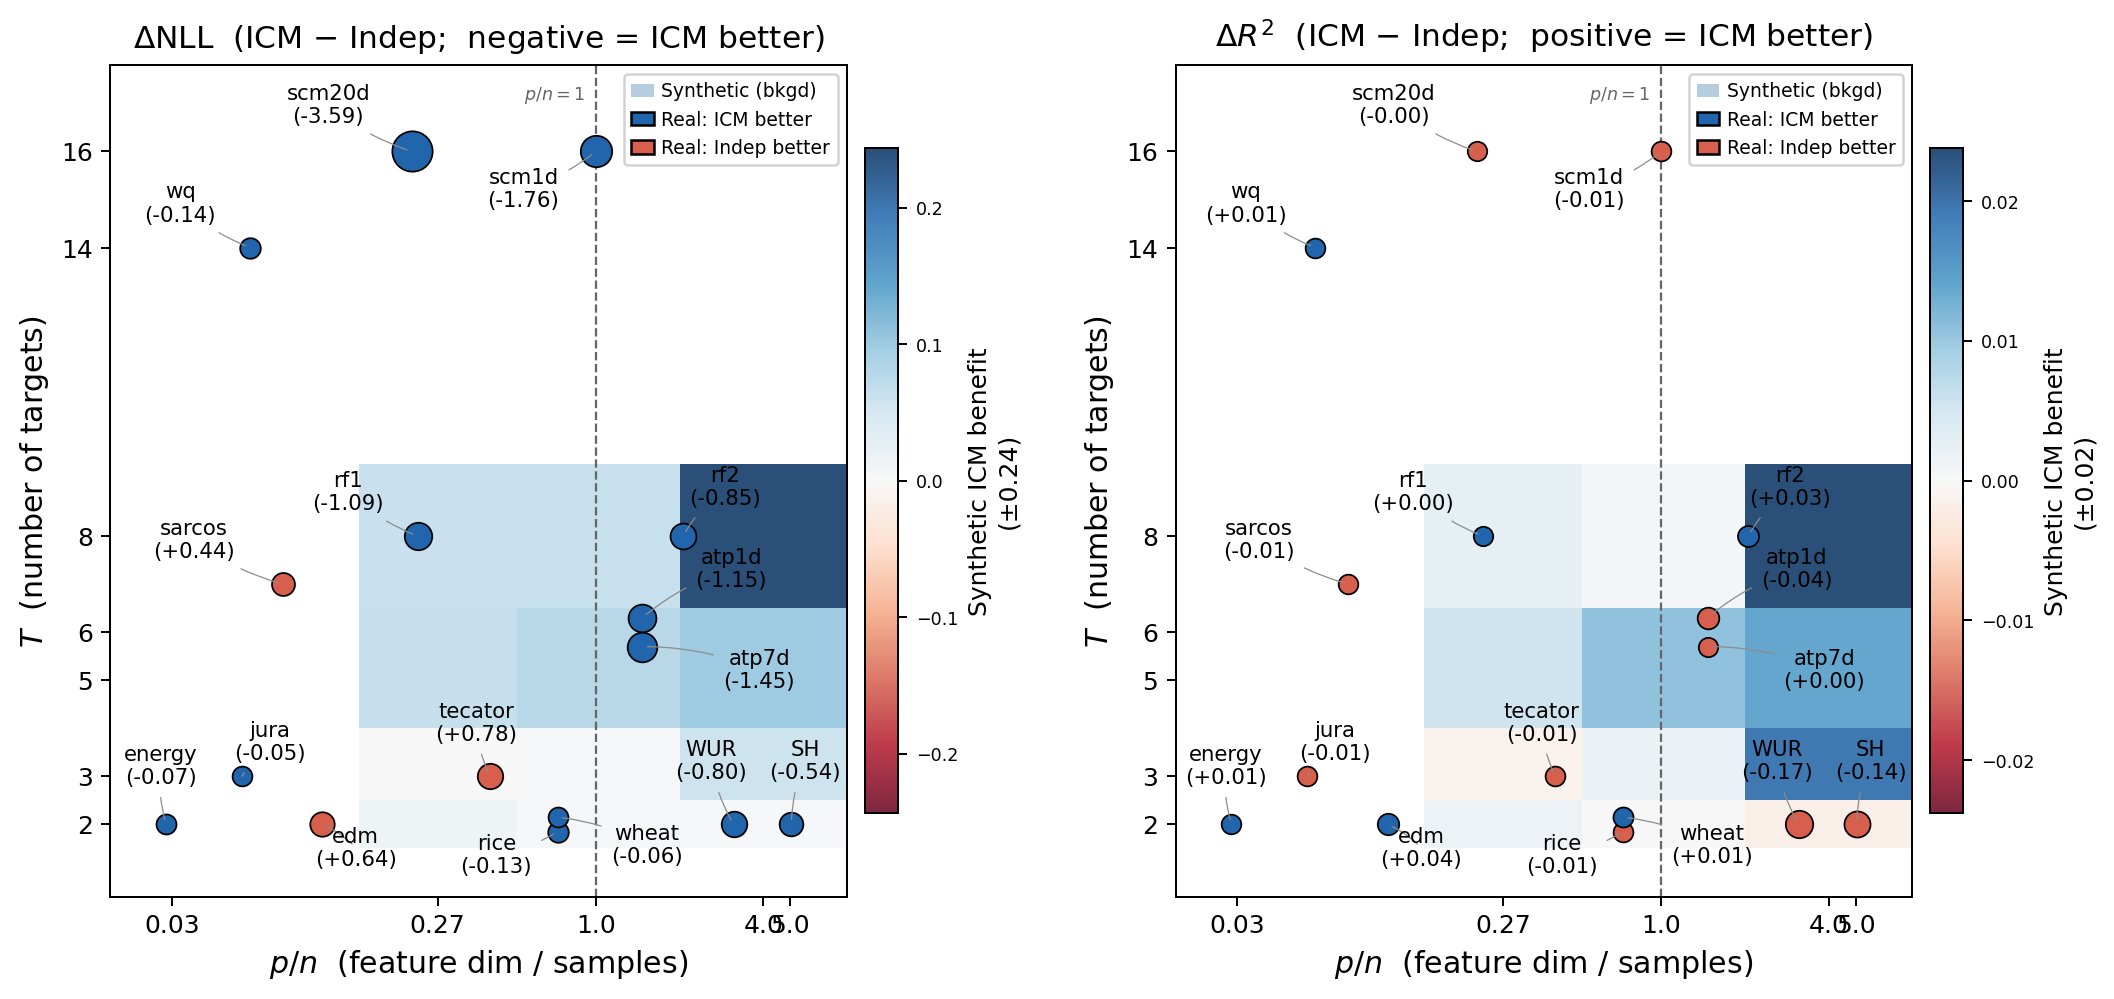 ΔNLL  (ICM − Indep;  negative = ICM better)
scm20d
(-3.59)
p/n = 1
Synthetic (bkgd)
Real: ICM better
Real: Indep better
16
scm1d
(-1.76)
wq
(-0.14)
14
rf1
(-1.09)
rf2
(-0.85)
sarcos
(+0.44)
8
atp1d
(-1.15)
6
atp7d
(-1.45)
5
tecator
(+0.78)
jura
(-0.05)
energy
(-0.07)
WUR
(-0.80)
SH
(-0.54)
3
2
edm
(+0.64)
rice
(-0.13)
wheat
(-0.06)
0.03
0.27
1.0
4.0
5.0
p/n  (feature dim / samples)
T  (number of targets)
0.2
0.1
0.0
−0.1
−0.2
Synthetic ICM benefit
(±0.24)
ΔR²  (ICM − Indep;  positive = ICM better)
scm20d
(-0.00)
p/n = 1
Synthetic (bkgd)
Real: ICM better
Real: Indep better
16
scm1d
(-0.01)
wq
(+0.01)
14
rf1
(+0.00)
rf2
(+0.03)
sarcos
(-0.01)
8
atp1d
(-0.04)
6
atp7d
(+0.00)
5
tecator
(-0.01)
jura
(-0.01)
energy
(+0.01)
WUR
(-0.17)
SH
(-0.14)
3
2
edm
(+0.04)
rice
(-0.01)
wheat
(+0.01)
0.03
0.27
1.0
4.0
5.0
p/n  (feature dim / samples)
T  (number of targets)
0.02
0.01
0.00
−0.01
−0.02
Synthetic ICM benefit
(±0.02)